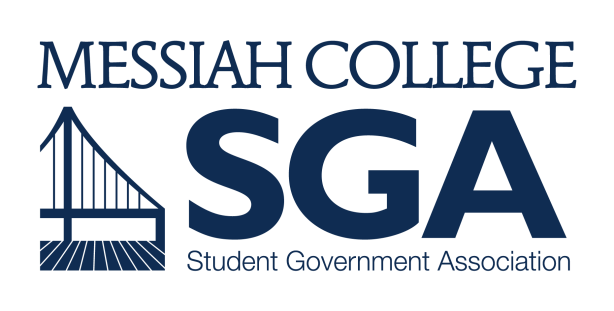 MESSIAH COLLEGE
SGA
Student Government Association